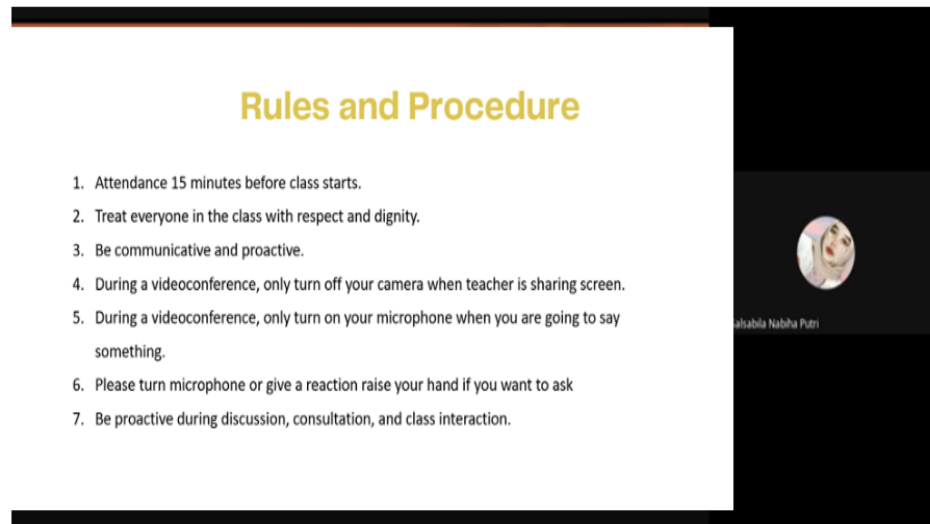 Rules and Procedure
1. Attendance 15 minutes before class starts.
2. Treat everyone in the class with respect and dignity.
3. Be communicative and proactive.
4. During a videoconference, only turn off your camera when teacher is sharing screen.
5. During a videoconference, only turn on your microphone when you are going to say
something.
6. Please turn microphone or give a reaction raise your hand if you want to ask
7. Be proactive during discussion, consultation, and class interaction.
alsabila Nabiha Putri